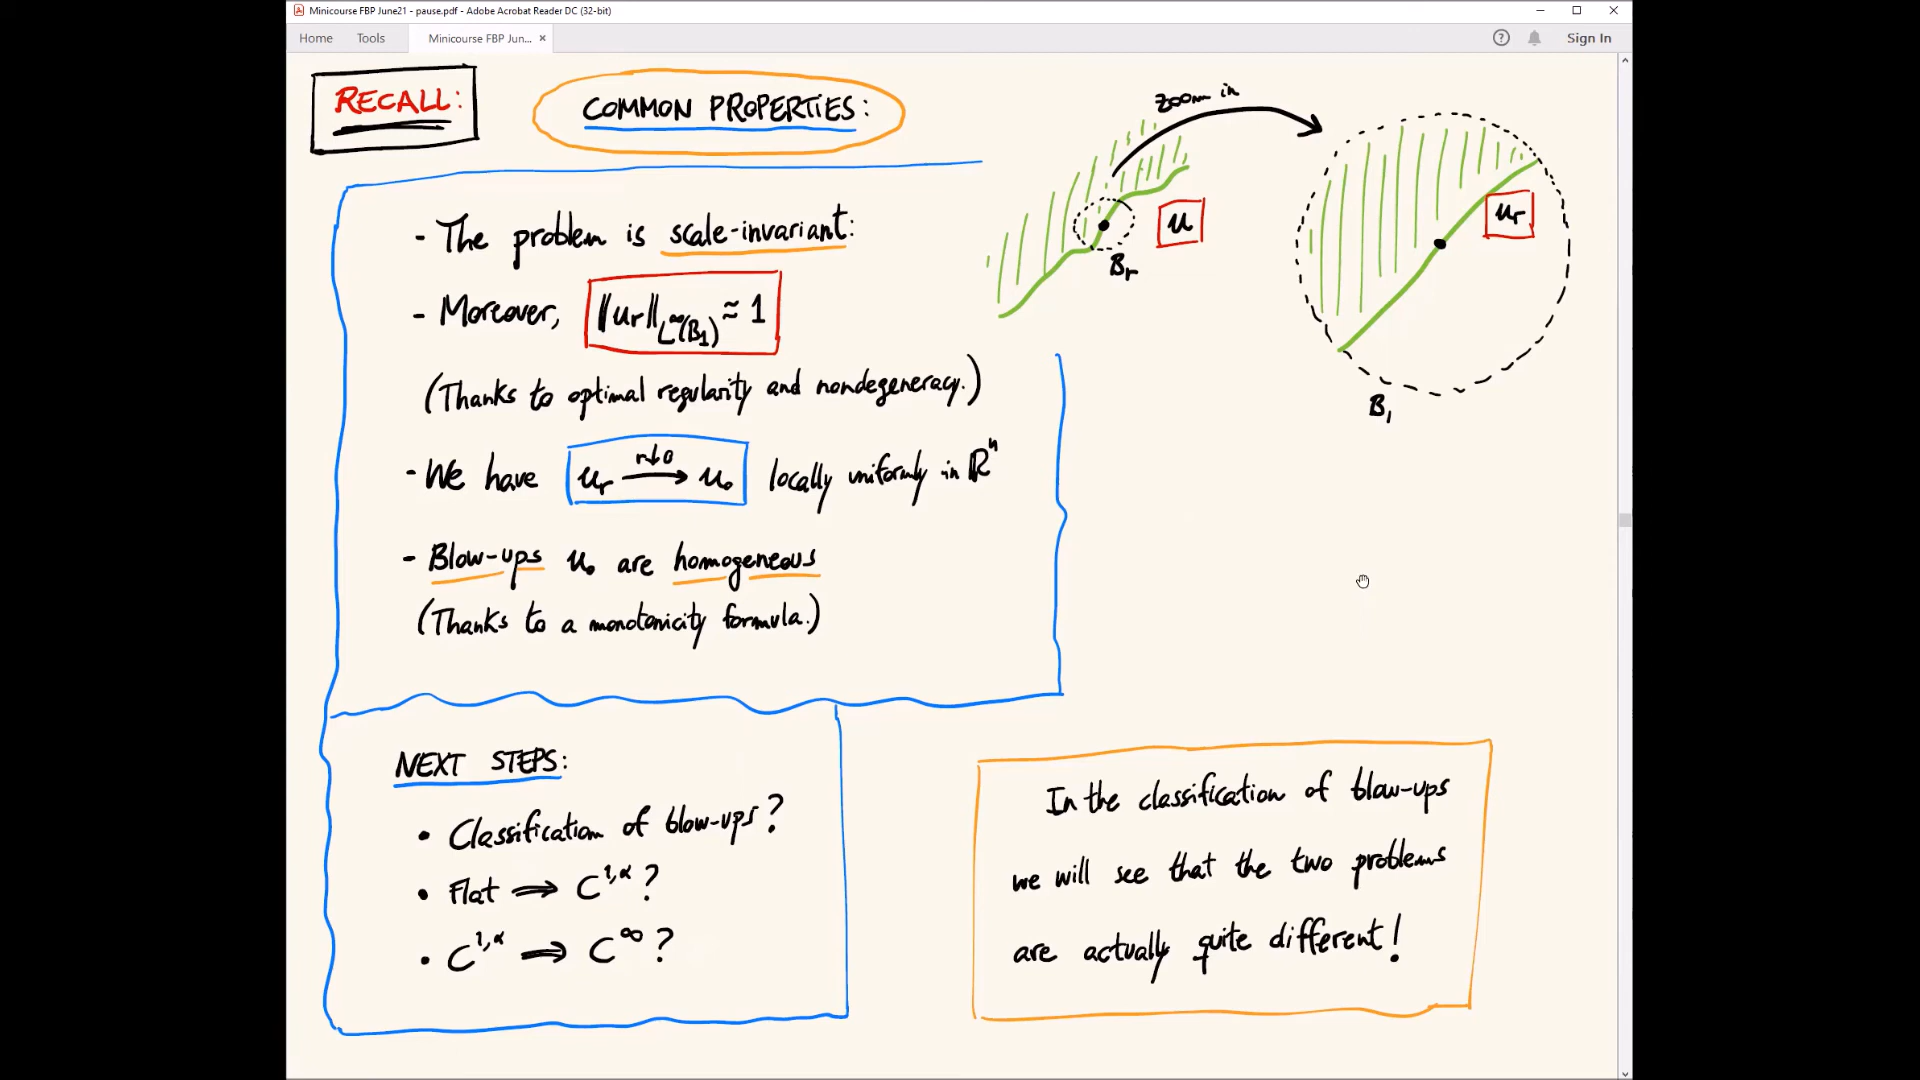 Minicourse FBP June21 - pause.pdf - Adobe Acrobat Reader DC (32-bit)
Home Tools Minicourse FBP Jun... × Sign In
RECALL:
COMMON PROPERTIES:
- The problem is scale-invariant:
- Moreover, ‖u_r‖_{L^∞(B_1)} ≈ 1
(Thanks to optimal regularity and nondegeneracy.)
- We have u_r →^{r↓0} u_0 locally uniformly in ℝ^n
- Blow-ups u_0 are homogeneous
(Thanks to a monotonicity formula.)
zoom in
u
B_r
u_r
B_1
NEXT STEPS:
• Classification of blow-ups?
• Flat ⟹ C^{1,α}?
• C^{1,α} ⟹ C^∞?
In the classification of blow-ups
we will see that the two problems
are actually quite different!